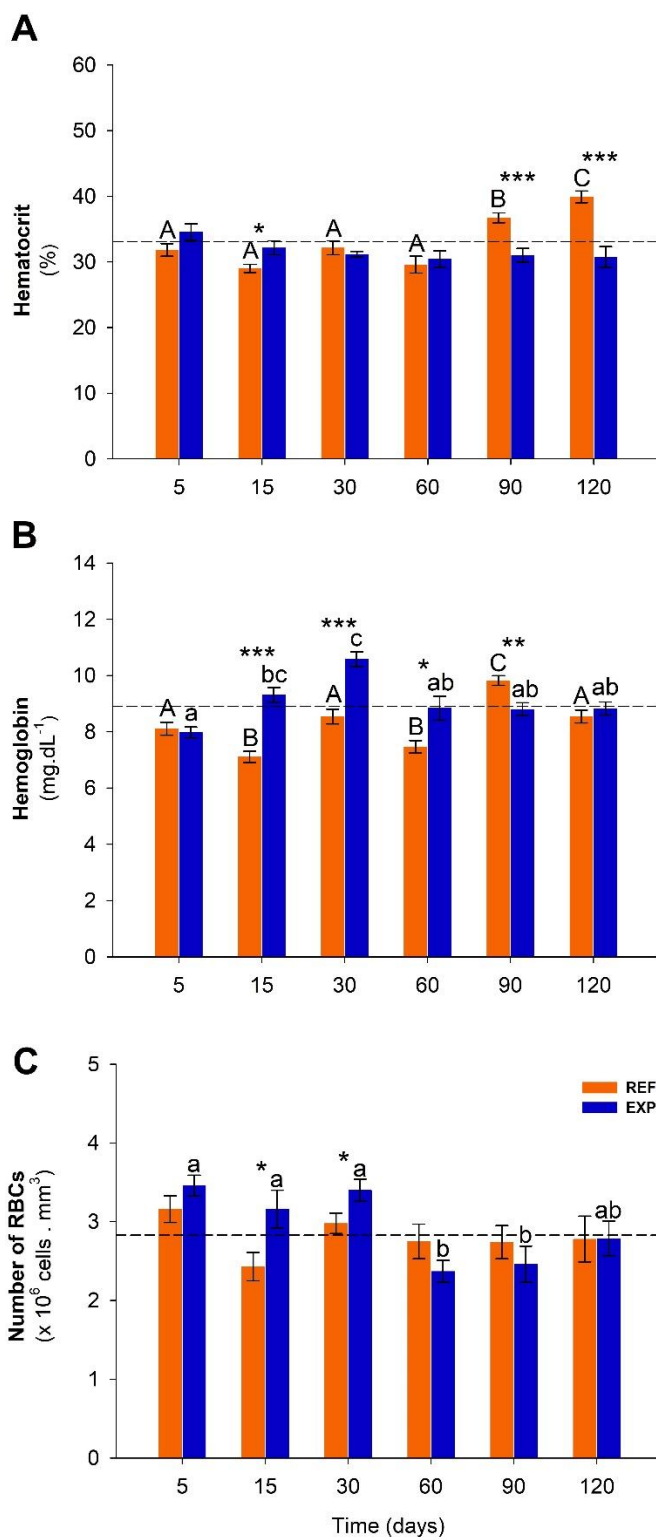 A
60
50
40
30
20
10
0
Hematocrit
(%)
A
*
A
A
A
B
***
C
***
5 15 30 60 90 120
B
14
12
10
8
6
4
2
0
Hemoglobin
(mg.dL⁻¹)
A a
***
B bc
***
A c
*
B ab
**
C ab
A ab
5 15 30 60 90 120
C
5
4
3
2
1
0
Number of RBCs
(x 10⁶ cells . mm³)
REF
EXP
a
*
a
*
a
b
b
ab
5 15 30 60 90 120
Time (days)